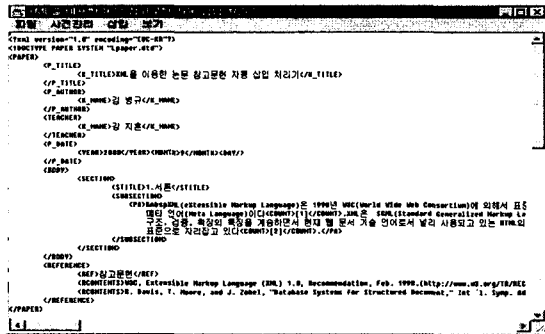 파일 사전관리 삽입 보기
<?xml version="1.0" encoding="EUC-KR"?>
<!DOCTYPE PAPER SYSTEM "Lpaper.dtd">
<PAPER>
<P_TITLE>
<K_TITLE>XML을 이용한 논문 참고문헌 자동 삽입 처리기</K_TITLE>
</P_TITLE>
<P_AUTHOR>
<K_NAME>김 병규</K_NAME>
</P_AUTHOR>
<TEACHER>
<K_NAME>김 지훈</K_NAME>
</TEACHER>
<P_DATE>
<YEAR>2000</YEAR><MONTH>9</MONTH><DAY/>
</P_DATE>
<BODY>
<SECTION>
<STITLE>1.서론</STITLE>
<SUBSECTION>
<PS>&nbspXML(eXtensible Markup Language)은 1998년 W3C(World Wide Web Consortium)에 의해서 표준
메타 언어(Meta Language)이다<COUNT>[1]</COUNT>.XML은 SGML(Standard Generalized Markup La
구조, 검증, 확장의 특징을 계승하면서 현재 웹 문서 기술 언어로서 널리 사용되고 있는 HTML의
표준으로 자리잡고 있다<COUNT>[2]</COUNT>.</PS>
</SUBSECTION>
</SECTION>
</BODY>
<REFERENCE>
<REF>참고문헌</REF>
<RCONTENTS>W3C, Extensible Markup Language (XML) 1.0, Recommendation, Feb. 1998.(http://www.w3.org/TR/REC
<RCONTENTS>R. Davis, T. Moore, and J. Zobel, "Database Systems for Structured Document," Int'l. Symp. Ad
</REFERENCE>
</PAPER>